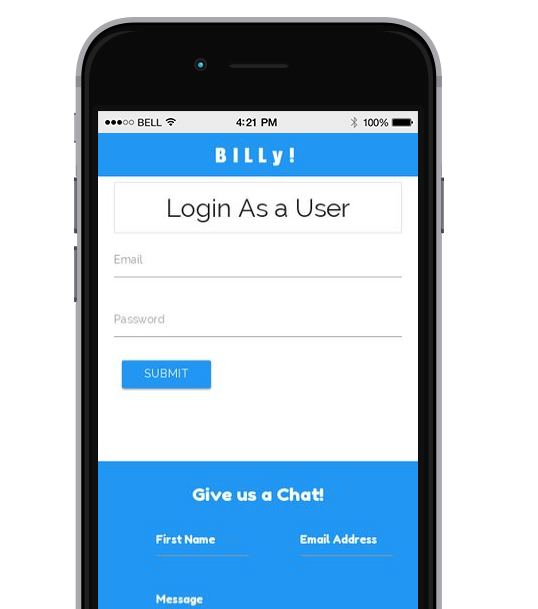 BELL 4:21 PM 100%
BILLy!
Login As a User
Email
Password
SUBMIT
Give us a Chat!
First Name Email Address
Message